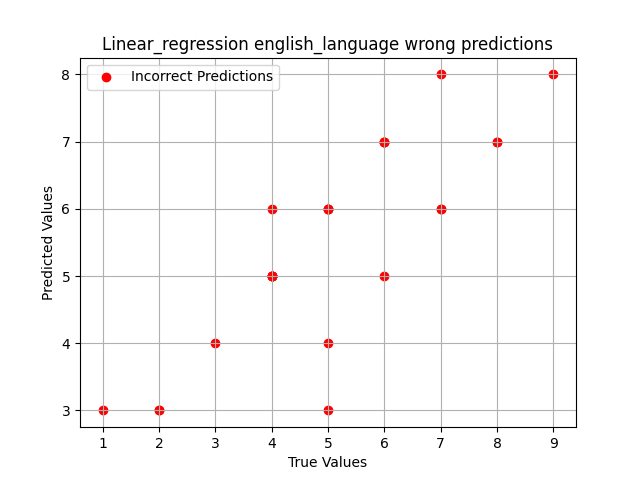 Linear_regression english_language wrong predictions
Incorrect Predictions
8
7
6
5
4
3
Predicted Values
1 2 3 4 5 6 7 8 9
True Values